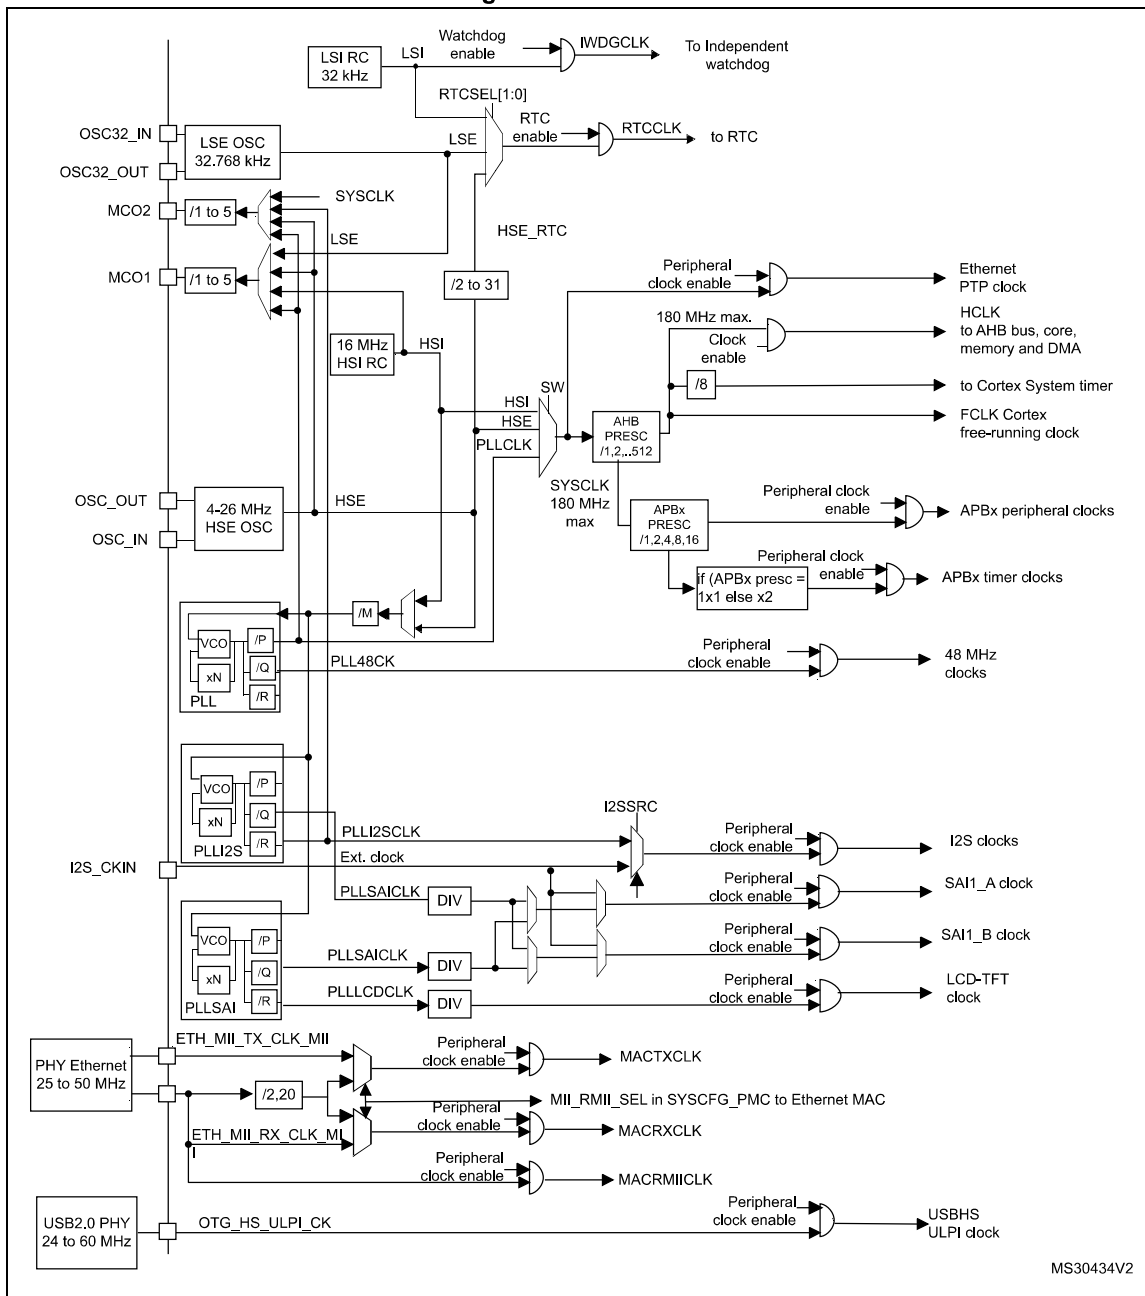 LSI RC
32 kHz
LSI
Watchdog
enable
IWDGCLK
To Independent
watchdog
RTCSEL[1:0]
OSC32_IN
OSC32_OUT
LSE OSC
32.768 kHz
LSE
RTC
enable
RTCCLK
to RTC
MCO2
/1 to 5
SYSCLK
MCO1
/1 to 5
LSE
HSE_RTC
/2 to 31
16 MHz
HSI RC
HSI
Peripheral
clock enable
Ethernet
PTP clock
180 MHz max.
Clock
enable
HCLK
to AHB bus, core,
memory and DMA
/8
to Cortex System timer
FCLK Cortex
free-running clock
SW
HSI
HSE
PLLCLK
AHB
PRESC
/1,2,..512
SYSCLK
180 MHz
max
OSC_OUT
OSC_IN
4-26 MHz
HSE OSC
HSE
APBx
PRESC
/1,2,4,8,16
Peripheral clock
enable
APBx peripheral clocks
if (APBx presc =
1x1 else x2
Peripheral clock
enable
APBx timer clocks
/M
VCO
xN
/P
/Q
/R
PLL
PLL48CK
Peripheral
clock enable
48 MHz
clocks
VCO
xN
/P
/Q
/R
PLLI2S
PLLI2SCLK
I2SSRC
Peripheral
clock enable
I2S clocks
I2S_CKIN
Ext. clock
PLLSAICLK
DIV
Peripheral
clock enable
SAI1_A clock
VCO
xN
/P
/Q
/R
PLLSAI
PLLSAICLK
DIV
Peripheral
clock enable
SAI1_B clock
PLLLCDCLK
DIV
Peripheral
clock enable
LCD-TFT
clock
PHY Ethernet
25 to 50 MHz
ETH_MII_TX_CLK_MII
Peripheral
clock enable
MACTXCLK
/2,20
MII_RMII_SEL in SYSCFG_PMC to Ethernet MAC
ETH_MII_RX_CLK_MI
I
Peripheral
clock enable
MACRXCLK
Peripheral
clock enable
MACRMIICLK
USB2.0 PHY
24 to 60 MHz
OTG_HS_ULPI_CK
Peripheral
clock enable
USBHS
ULPI clock
MS30434V2